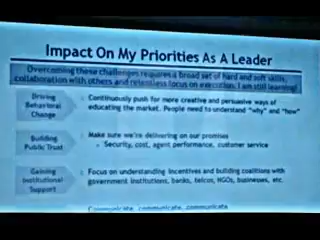 Impact On My Priorities As A Leader
Overcoming these challenges requires a broad set of hard and soft skills,
collaboration with others and relentless focus on execution. I am still learning!
Driving
Behavioral
Change
Continuously push for more creative and persuasive ways of
educating the market. People need to understand "why" and "how"
Building
Public Trust
Make sure we're delivering on our promises
- Security, cost, agent performance, customer service
Gaining
Institutional
Support
Focus on understanding incentives and building coalitions with
government institutions, banks, telcos, NGOs, businesses, etc.
Communicate, communicate, communicate